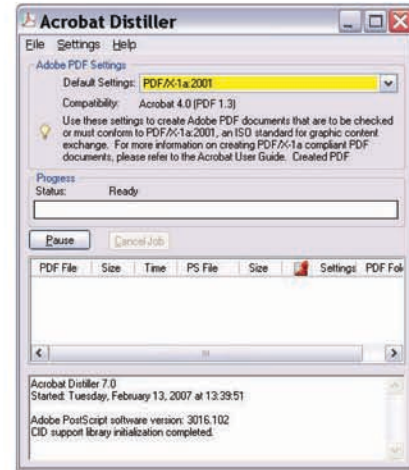 Acrobat Distiller
File Settings Help
Adobe PDF Settings
Default Settings: PDF/X-1a:2001
Compatibility: Acrobat 4.0 (PDF 1.3)
Use these settings to create Adobe PDF documents that are to be checked
or must conform to PDF/X-1a:2001, an ISO standard for graphic content
exchange. For more information on creating PDF/X-1a compliant PDF
documents, please refer to the Acrobat User Guide. Created PDF
Progress
Status: Ready
Pause Cancel Job
PDF File Size Time PS File Size Settings PDF Fol
Acrobat Distiller 7.0
Started: Tuesday, February 13, 2007 at 13:39:51
Adobe PostScript software version: 3016.102
CID support library initialization completed.